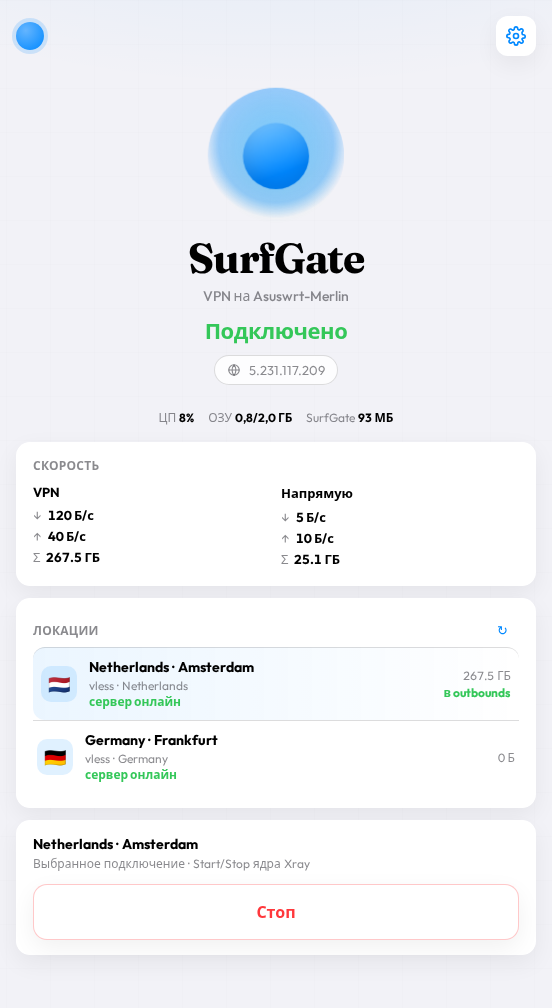 SurfGate
VPN на Asuswrt-Merlin
Подключено
5.231.117.209
ЦП 8% ОЗУ 0,8/2,0 ГБ SurfGate 93 МБ
СКОРОСТЬ
VPN
↓ 120 Б/с
↑ 40 Б/с
Σ 267.5 ГБ
Напрямую
↓ 5 Б/с
↑ 10 Б/с
Σ 25.1 ГБ
ЛОКАЦИИ ↻
Netherlands · Amsterdam
vless · Netherlands
сервер онлайн
267.5 ГБ
в outbounds
Germany · Frankfurt
vless · Germany
сервер онлайн
0 Б
Netherlands · Amsterdam
Выбранное подключение · Start/Stop ядра Xray
Стоп